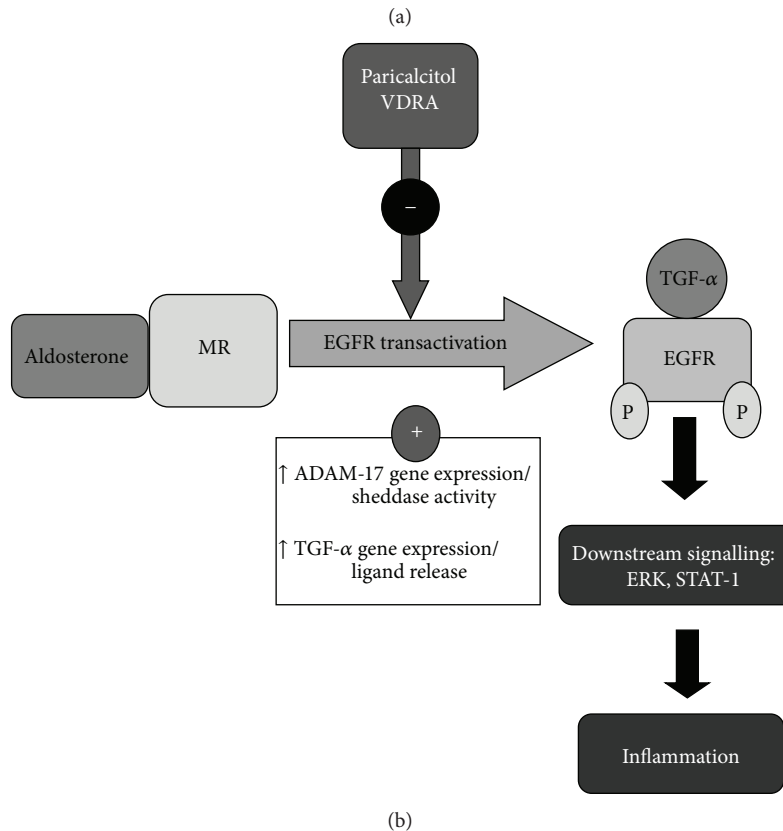 (a)
Paricalcitol
VDRA
−
Aldosterone
MR
EGFR transactivation
TGF-α
EGFR
P
P
+
↑ ADAM-17 gene expression/
sheddase activity
↑ TGF-α gene expression/
ligand release
Downstream signalling:
ERK, STAT-1
Inflammation
(b)